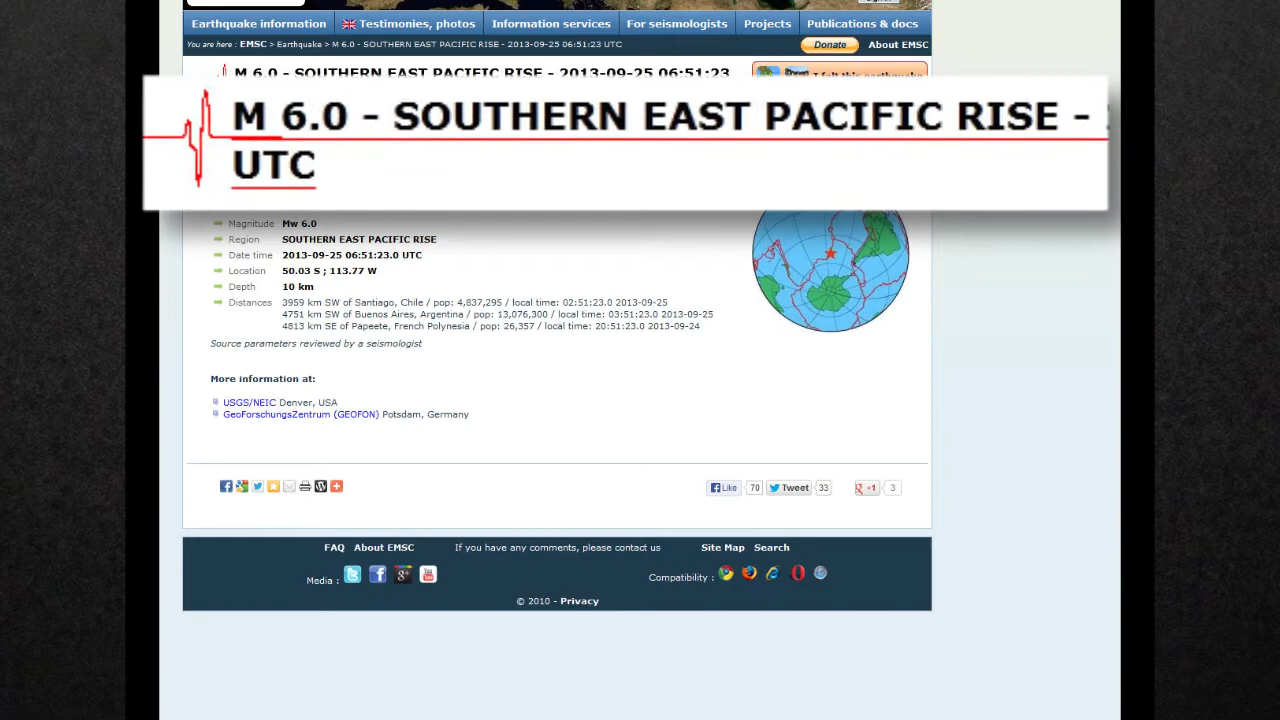 Earthquake information Testimonies, photos Information services For seismologists Projects Publications & docs
You are here : EMSC > Earthquake > M 6.0 - SOUTHERN EAST PACIFIC RISE - 2013-09-25 06:51:23 UTC
Donate About EMSC
M 6.0 - SOUTHERN EAST PACIFIC RISE - 2013-09-25 06:51:23
I felt this earthquake
M 6.0 - SOUTHERN EAST PACIFIC RISE -
UTC
Magnitude Mw 6.0
Region SOUTHERN EAST PACIFIC RISE
Date time 2013-09-25 06:51:23.0 UTC
Location 50.03 S ; 113.77 W
Depth 10 km
Distances 3959 km SW of Santiago, Chile / pop: 4,837,295 / local time: 02:51:23.0 2013-09-25
4751 km SW of Buenos Aires, Argentina / pop: 13,076,300 / local time: 03:51:23.0 2013-09-25
4813 km SE of Papeete, French Polynesia / pop: 26,357 / local time: 20:51:23.0 2013-09-24
Source parameters reviewed by a seismologist
More information at:
USGS/NEIC Denver, USA
GeoForschungsZentrum (GEOFON) Potsdam, Germany
Like 70 Tweet 33 +1 3
FAQ About EMSC If you have any comments, please contact us Site Map Search
Media : Compatibility :
© 2010 - Privacy